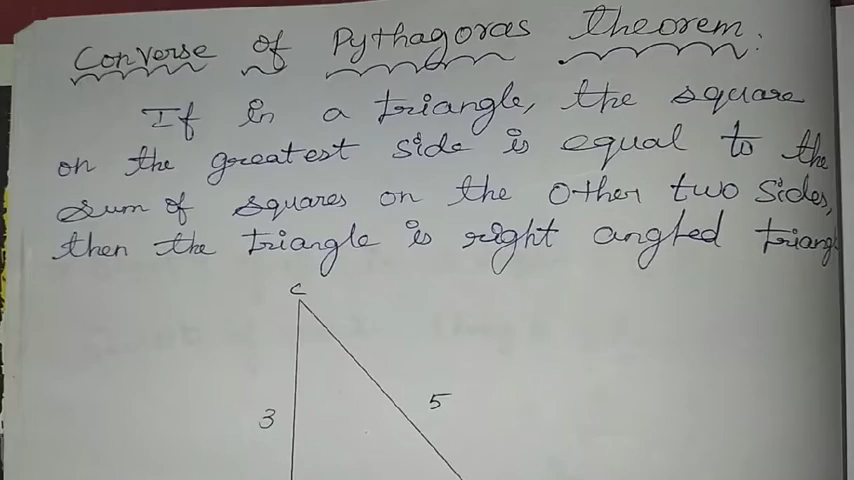 Converse of Pythagoras theorem.
If in a triangle, the square
on the greatest side is equal to the
sum of squares on the other two sides,
then the triangle is right angled triang
C
3
5